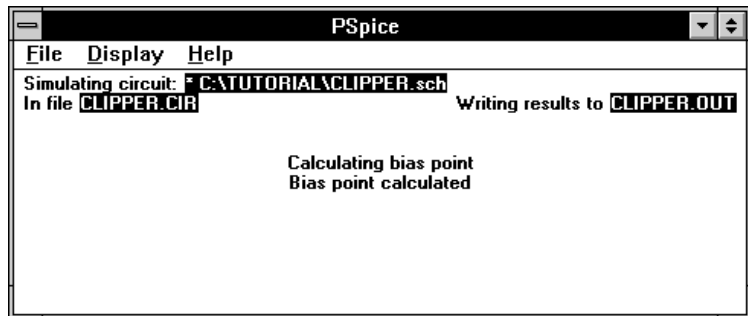 PSpice
File Display Help
Simulating circuit: * C:\TUTORIAL\CLIPPER.sch
In file CLIPPER.CIR Writing results to CLIPPER.OUT
Calculating bias point
Bias point calculated